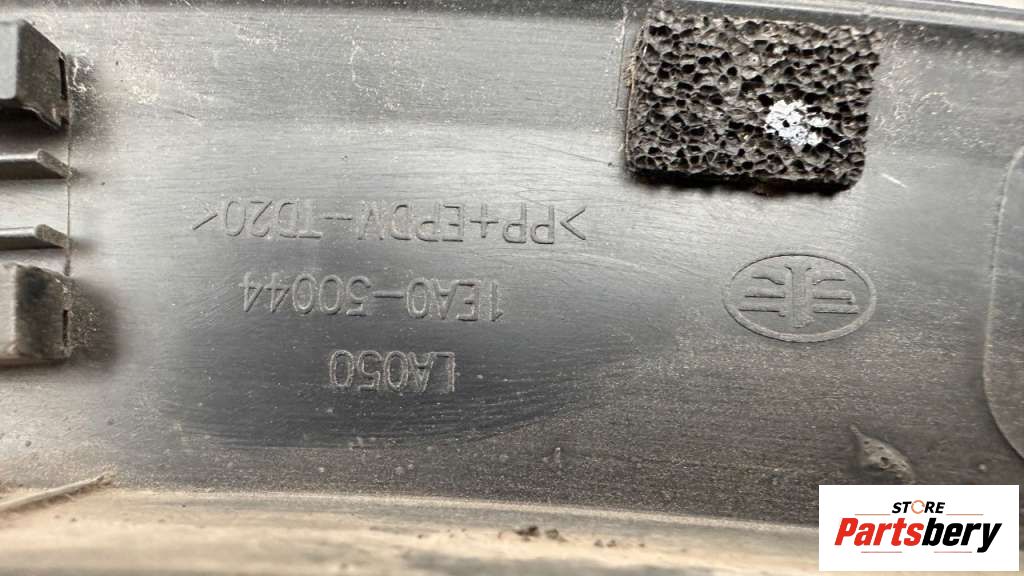 LA050
1EA0-50044
>PP+EPDM-TD20<
STORE
Partsbery